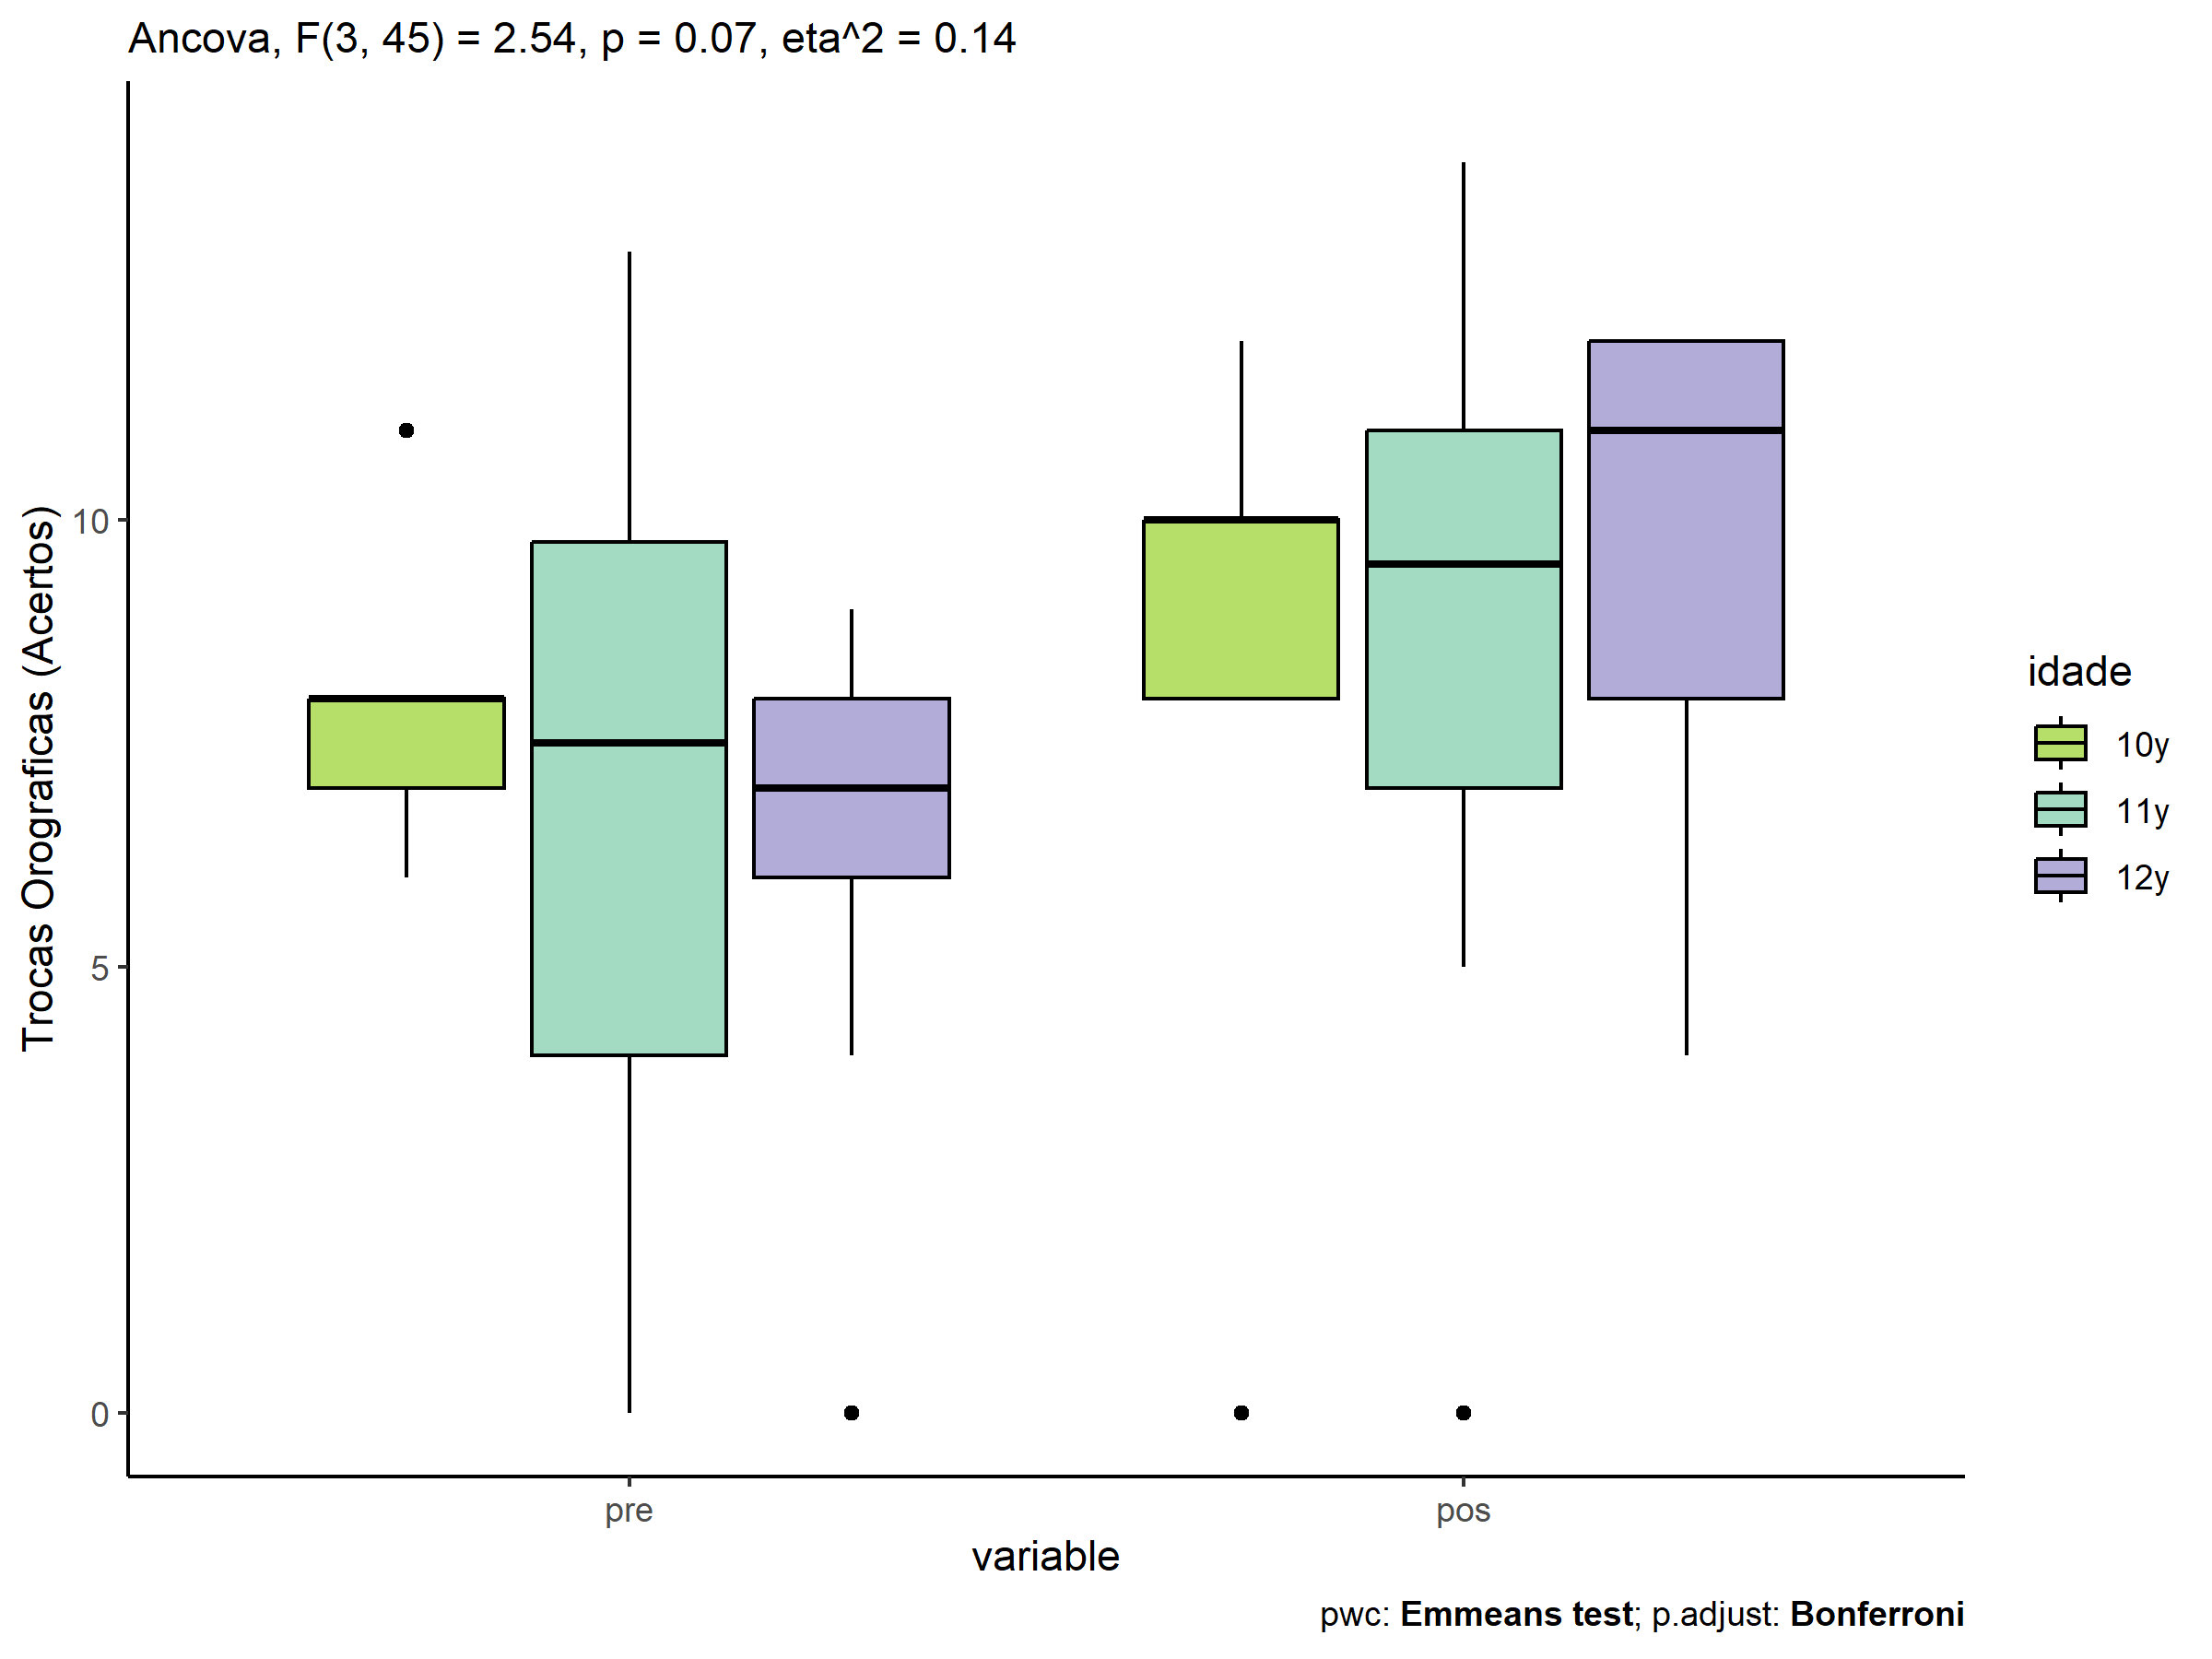 Ancova, F(3, 45) = 2.54, p = 0.07, eta^2 = 0.14
Trocas Orograficas (Acertos)
10
5
0
pre
pos
variable
idade
10y
11y
12y
pwc: Emmeans test; p.adjust: Bonferroni